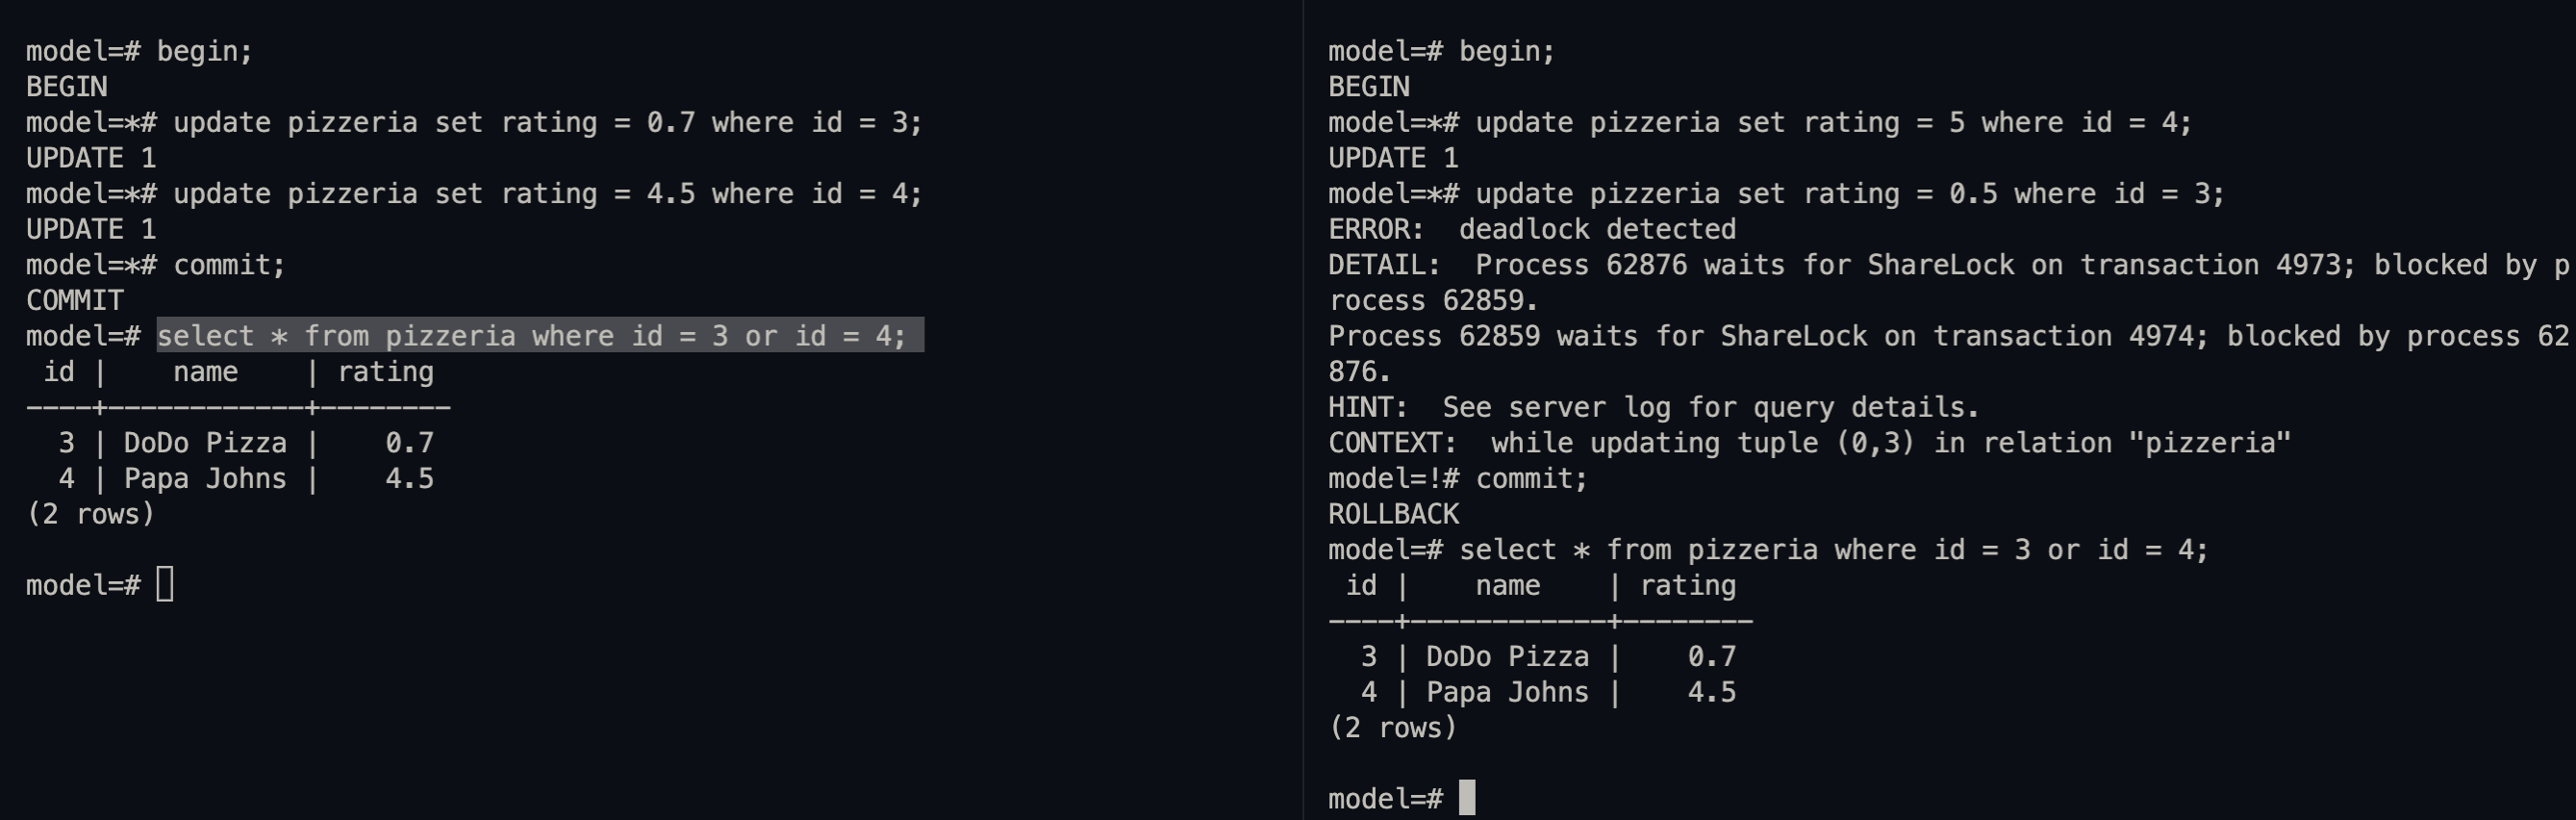 model=# begin;
BEGIN
model=*# update pizzeria set rating = 0.7 where id = 3;
UPDATE 1
model=*# update pizzeria set rating = 4.5 where id = 4;
UPDATE 1
model=*# commit;
COMMIT
model=# select * from pizzeria where id = 3 or id = 4;
 id |    name    | rating
----+------------+--------
  3 | DoDo Pizza |    0.7
  4 | Papa Johns |    4.5
(2 rows)
model=#
model=# begin;
BEGIN
model=*# update pizzeria set rating = 5 where id = 4;
UPDATE 1
model=*# update pizzeria set rating = 0.5 where id = 3;
ERROR:  deadlock detected
DETAIL:  Process 62876 waits for ShareLock on transaction 4973; blocked by p
rocess 62859.
Process 62859 waits for ShareLock on transaction 4974; blocked by process 62
876.
HINT:  See server log for query details.
CONTEXT:  while updating tuple (0,3) in relation "pizzeria"
model=!# commit;
ROLLBACK
model=# select * from pizzeria where id = 3 or id = 4;
 id |    name    | rating
----+------------+--------
  3 | DoDo Pizza |    0.7
  4 | Papa Johns |    4.5
(2 rows)
model=#